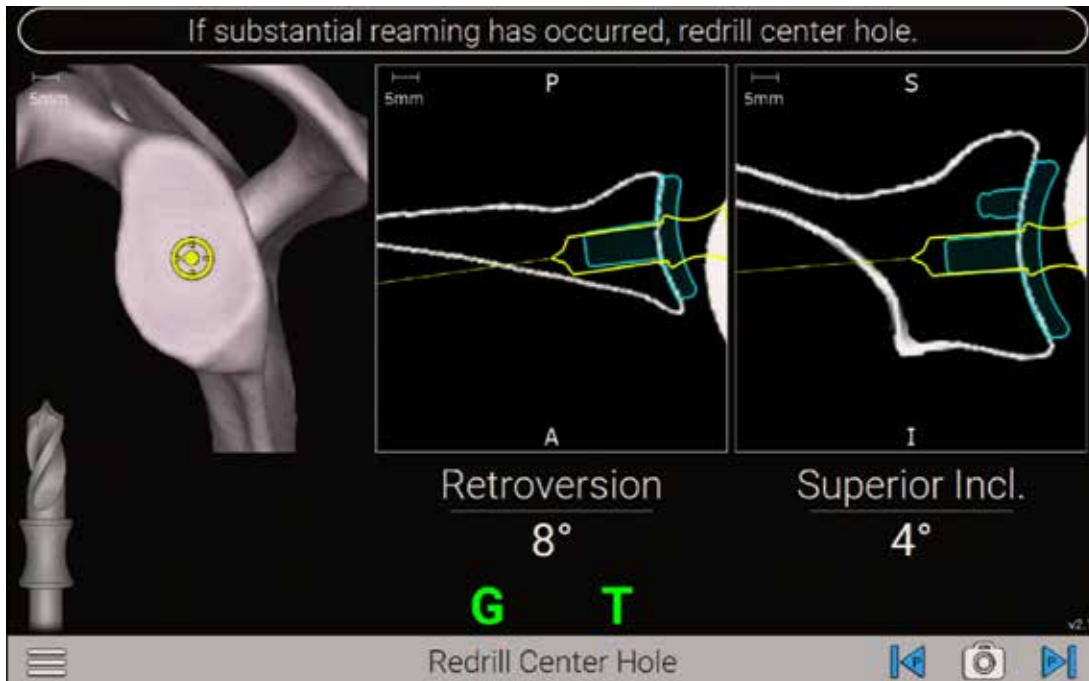 If substantial reaming has occurred, redrill center hole.
5mm
P
5mm
A
S
5mm
I
Retroversion
8°
Superior Incl.
4°
G T
Redrill Center Hole
P
P